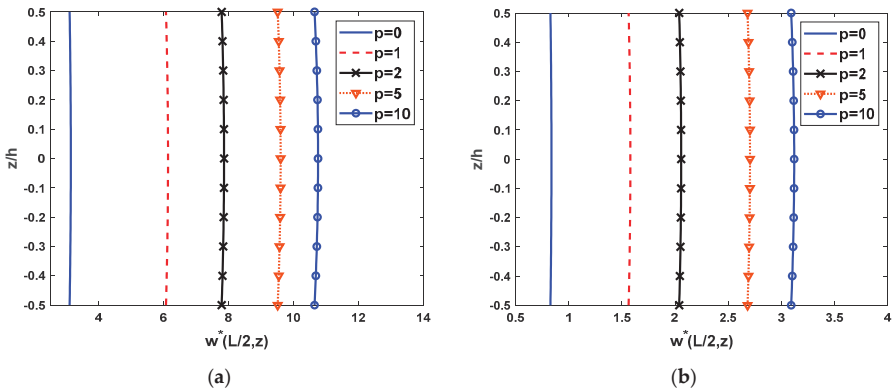 0.5
0.4
0.3
0.2
0.1
0
-0.1
-0.2
-0.3
-0.4
-0.5
z/h
4 6 8 10 12 14
w*(L/2,z)
p=0
p=1
p=2
p=5
p=10
(a)
0.5
0.4
0.3
0.2
0.1
0
-0.1
-0.2
-0.3
-0.4
-0.5
z/h
0.5 1 1.5 2 2.5 3 3.5 4
w*(L/2,z)
p=0
p=1
p=2
p=5
p=10
(b)